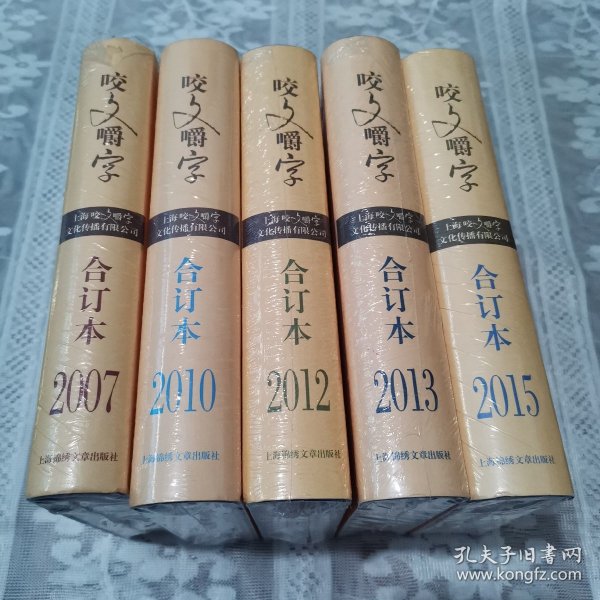 咬文嚼字
上海咬文嚼字
文化传播有限公司
合订本
2007
上海锦绣文章出版社
咬文嚼字
上海咬文嚼字
文化传播有限公司
合订本
2010
上海锦绣文章出版社
咬文嚼字
上海咬文嚼字
文化传播有限公司
合订本
2012
上海锦绣文章出版社
咬文嚼字
上海咬文嚼字
文化传播有限公司
合订本
2013
上海锦绣文章出版社
咬文嚼字
上海咬文嚼字
文化传播有限公司
合订本
2015
上海锦绣文章出版社
孔夫子旧书网
www.kongfz.com